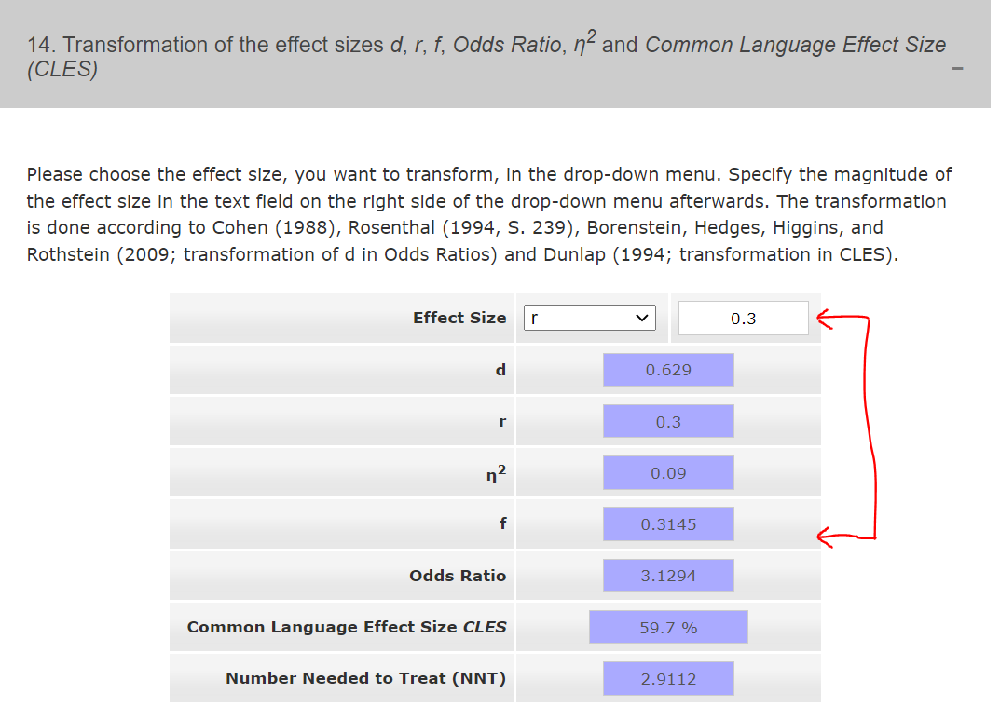 14. Transformation of the effect sizes d, r, f, Odds Ratio, η² and Common Language Effect Size
(CLES)
–
Please choose the effect size, you want to transform, in the drop-down menu. Specify the magnitude of
the effect size in the text field on the right side of the drop-down menu afterwards. The transformation
is done according to Cohen (1988), Rosenthal (1994, S. 239), Borenstein, Hedges, Higgins, and
Rothstein (2009; transformation of d in Odds Ratios) and Dunlap (1994; transformation in CLES).
Effect Size r 0.3
d 0.629
r 0.3
η² 0.09
f 0.3145
Odds Ratio 3.1294
Common Language Effect Size CLES 59.7 %
Number Needed to Treat (NNT) 2.9112